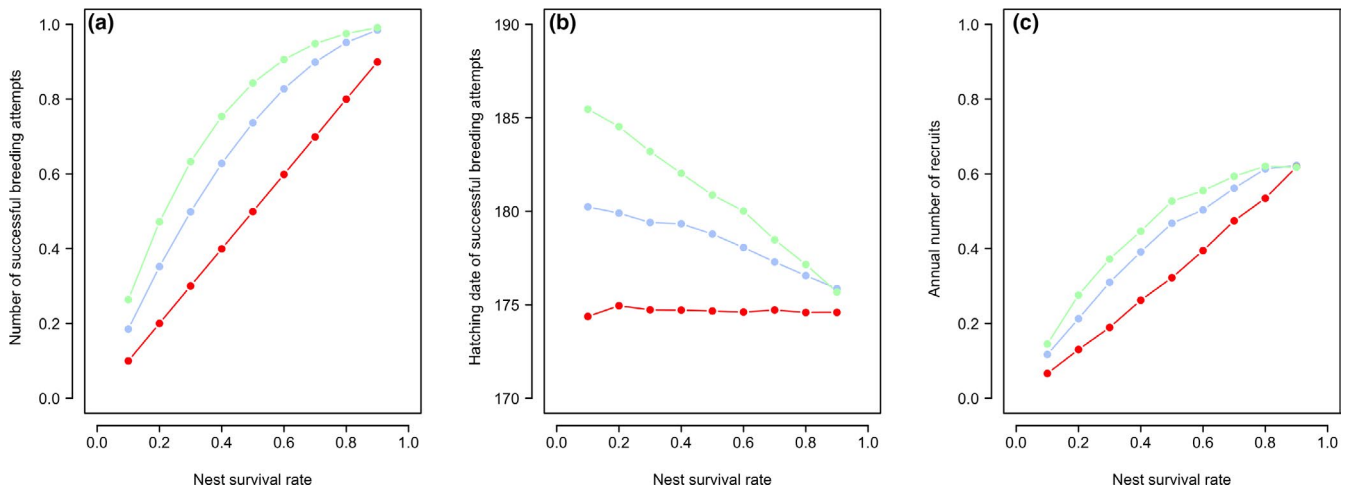 (a)
Number of successful breeding attempts
1.0
0.8
0.6
0.4
0.2
0.0
0.0 0.2 0.4 0.6 0.8 1.0
Nest survival rate
(b)
Hatching date of successful breeding attempts
190
185
180
175
170
0.0 0.2 0.4 0.6 0.8 1.0
Nest survival rate
(c)
Annual number of recruits
1.0
0.8
0.6
0.4
0.2
0.0
0.0 0.2 0.4 0.6 0.8 1.0
Nest survival rate